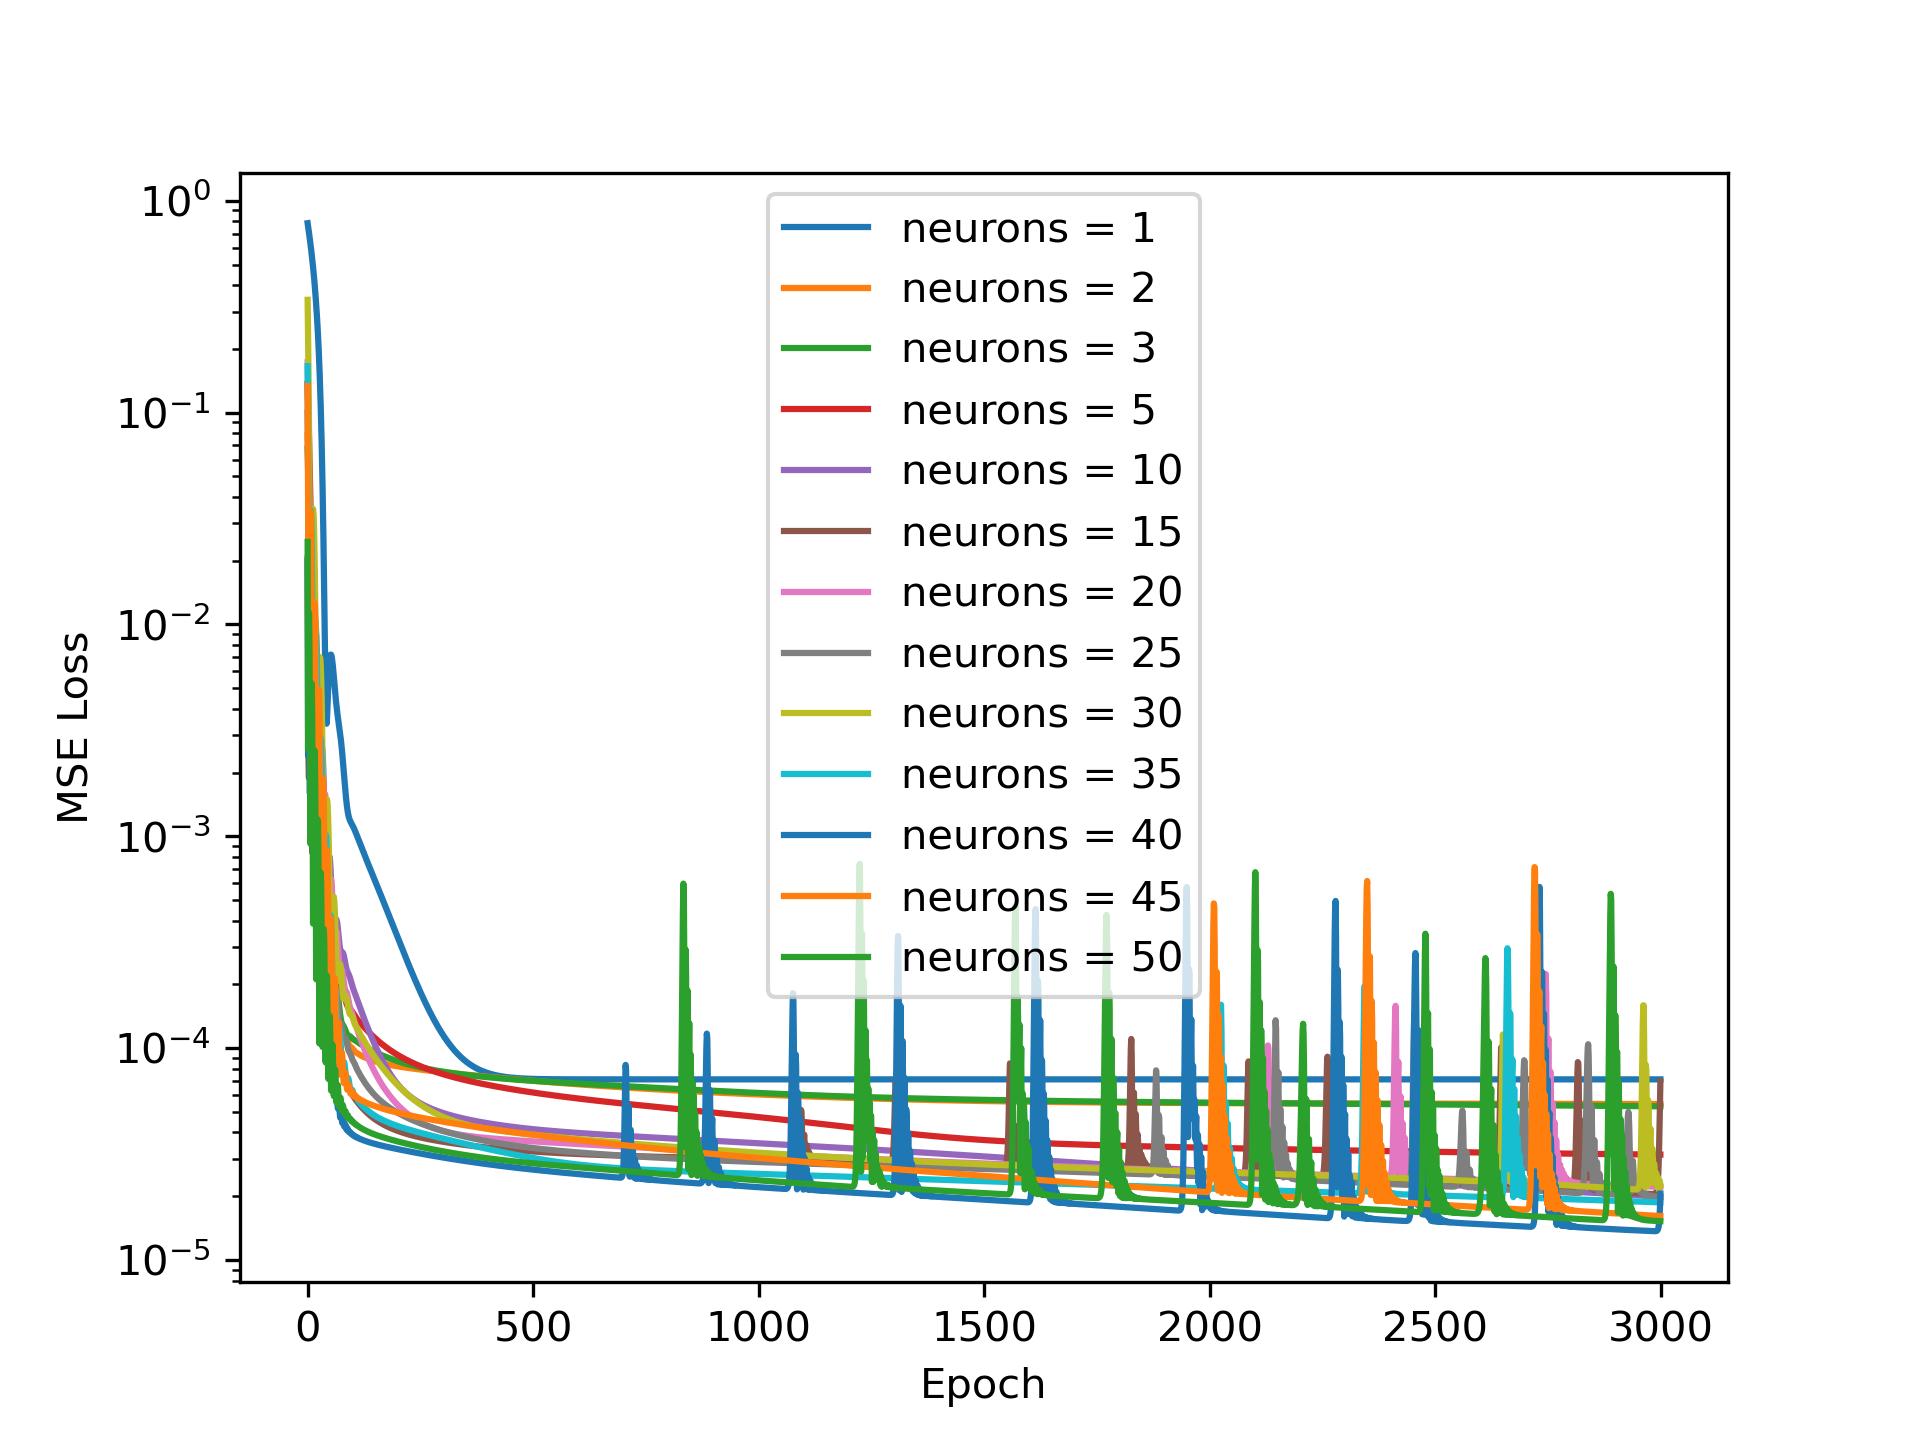 10⁰
10⁻¹
10⁻²
10⁻³
10⁻⁴
10⁻⁵
MSE Loss
neurons = 1
neurons = 2
neurons = 3
neurons = 5
neurons = 10
neurons = 15
neurons = 20
neurons = 25
neurons = 30
neurons = 35
neurons = 40
neurons = 45
neurons = 50
0 500 1000 1500 2000 2500 3000
Epoch